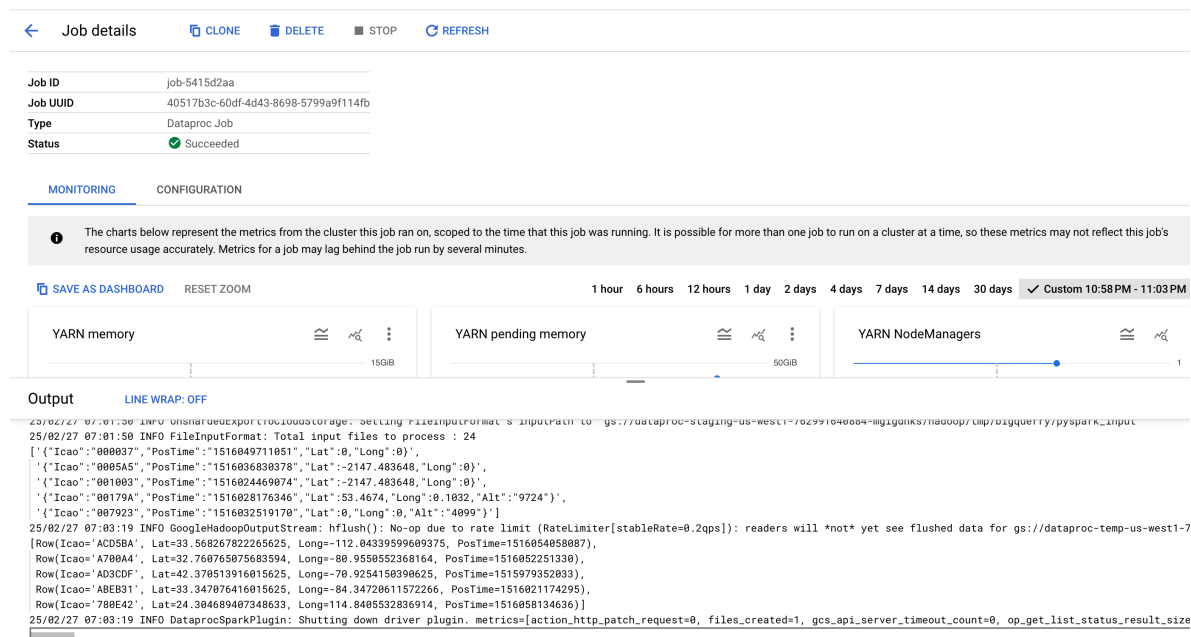 Job details CLONE DELETE STOP REFRESH
Job ID job-5415d2aa
Job UUID 40517b3c-60df-4d43-8698-5799a9f114fb
Type Dataproc Job
Status Succeeded
MONITORING CONFIGURATION
The charts below represent the metrics from the cluster this job ran on, scoped to the time that this job was running. It is possible for more than one job to run on a cluster at a time, so these metrics may not reflect this job's
resource usage accurately. Metrics for a job may lag behind the job run by several minutes.
SAVE AS DASHBOARD RESET ZOOM 1 hour 6 hours 12 hours 1 day 2 days 4 days 7 days 14 days 30 days Custom 10:58 PM - 11:03 PM
YARN memory YARN pending memory YARN NodeManagers
15GiB 50GiB 1
Output LINE WRAP: OFF
25/02/27 07:01:50 INFO UnshardedExportToCloudStorage: Setting FileInputFormat's inputPath to
25/02/27 07:01:50 INFO FileInputFormat: Total input files to process : 24
['{"Icao":"000037","PosTime":"1516049711051","Lat":0,"Long":0}',
'{"Icao":"0005A5","PosTime":"1516036830378","Lat":-2147.483648,"Long":0}',
'{"Icao":"001003","PosTime":"1516024469074","Lat":-2147.483648,"Long":0}',
'{"Icao":"00179A","PosTime":"1516028176346","Lat":53.4674,"Long":0.1032,"Alt":"9724"}',
'{"Icao":"007923","PosTime":"1516032519170","Lat":0,"Long":0,"Alt":"4099"}']
25/02/27 07:03:19 INFO GoogleHadoopOutputStream: hflush(): No-op due to rate limit (RateLimiter[stableRate=0.2qps]): readers will *not* yet see flushed data for gs://dataproc-temp-us-west1-7
[Row(Icao='ACD5BA', Lat=33.568267822265625, Long=-112.04339599609375, PosTime=1516054058087),
Row(Icao='A700A4', Lat=32.760765075683594, Long=-80.9550552368164, PosTime=1516052251330),
Row(Icao='AD3CDF', Lat=42.370513916015625, Long=-70.9254150390625, PosTime=1515979352033),
Row(Icao='ABEB31', Lat=33.347076416015625, Long=-84.34720611572266, PosTime=1516021174295),
Row(Icao='780E42', Lat=24.304689407348633, Long=114.8405532836914, PosTime=1516058134636)]
25/02/27 07:03:19 INFO DataprocSparkPlugin: Shutting down driver plugin. metrics=[action_http_patch_request=0, files_created=1, gcs_api_server_timeout_count=0, op_get_list_status_result_size